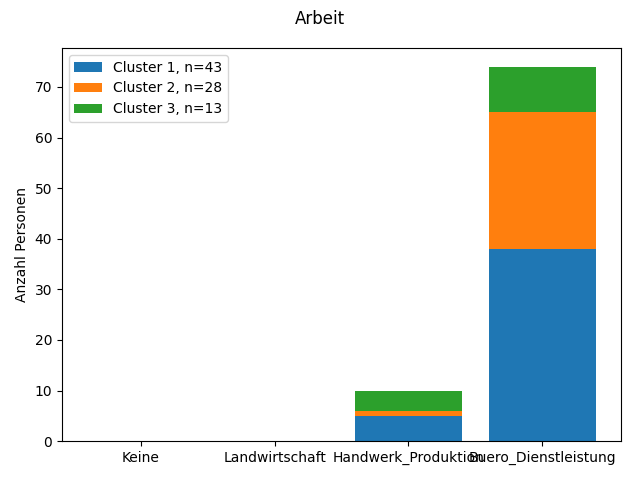 Arbeit
Cluster 1, n=43
Cluster 2, n=28
Cluster 3, n=13
Anzahl Personen
70
60
50
40
30
20
10
0
Keine Landwirtschaft Handwerk_Produktion Buero_Dienstleistung